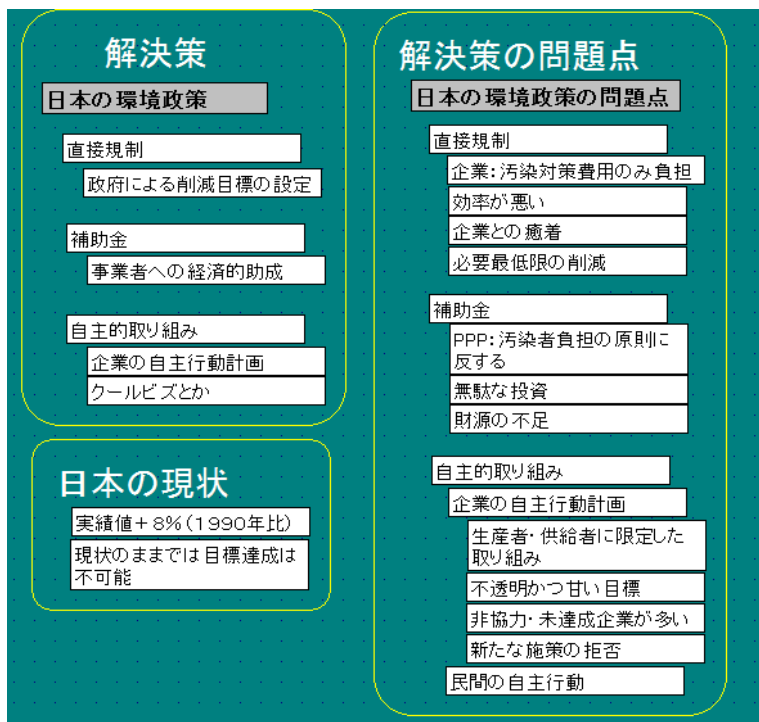 解決策
日本の環境政策
直接規制
政府による削減目標の設定
補助金
事業者への経済的助成
自主的取り組み
企業の自主行動計画
クールビズとか
日本の現状
実績値+8%(1990年比)
現状のままでは目標達成は
不可能
解決策の問題点
日本の環境政策の問題点
直接規制
企業:汚染対策費用のみ負担
効率が悪い
企業との癒着
必要最低限の削減
補助金
PPP:汚染者負担の原則に
反する
無駄な投資
財源の不足
自主的取り組み
企業の自主行動計画
生産者・供給者に限定した
取り組み
不透明かつ甘い目標
非協力・未達成企業が多い
新たな施策の拒否
民間の自主行動